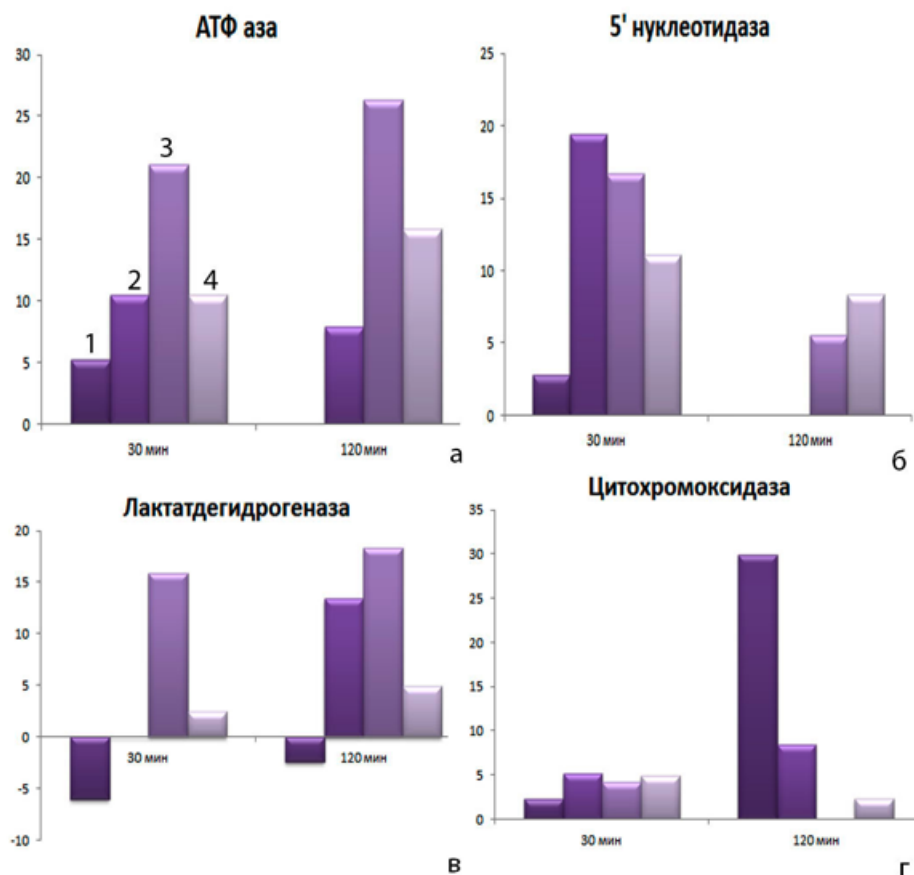 АТФ аза
30
25
20
15
10
5
0
1
2
3
4
30 мин
120 мин
а
5' нуклеотидаза
25
20
15
10
5
0
30 мин
120 мин
б
Лактатдегидрогеназа
20
15
10
5
0
-5
-10
30 мин
120 мин
в
Цитохромоксидаза
35
30
25
20
15
10
5
0
30 мин
120 мин
г